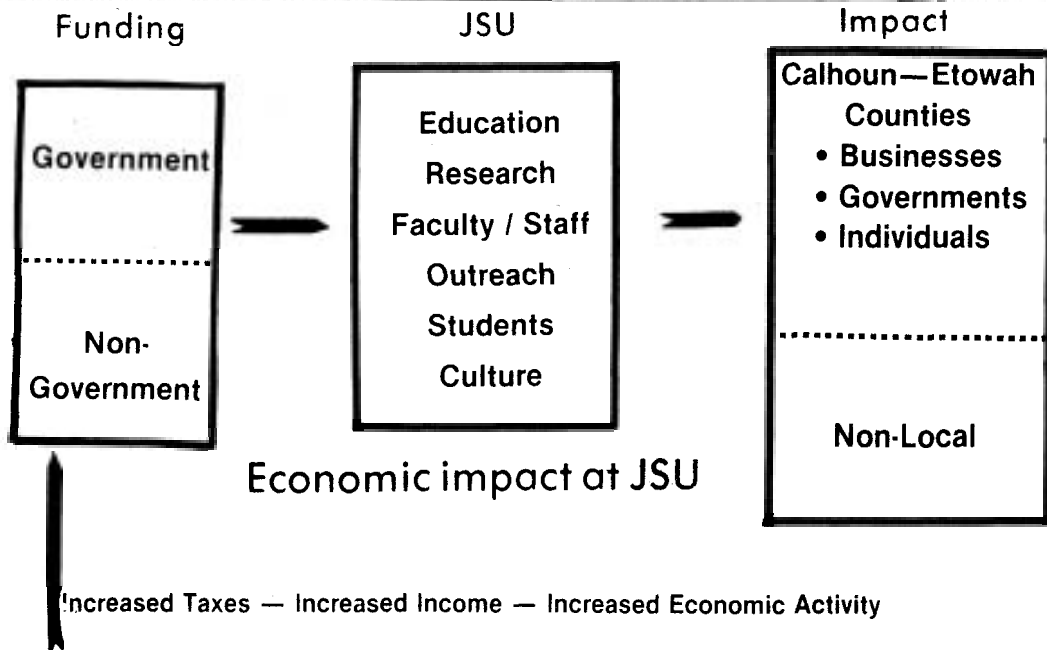 Funding
Government
Non-
Government
JSU
Education
Research
Faculty / Staff
Outreach
Students
Culture
Impact
Calhoun—Etowah
Counties
• Businesses
• Governments
• Individuals
Non-Local
Economic impact at JSU
Increased Taxes — Increased Income — Increased Economic Activity